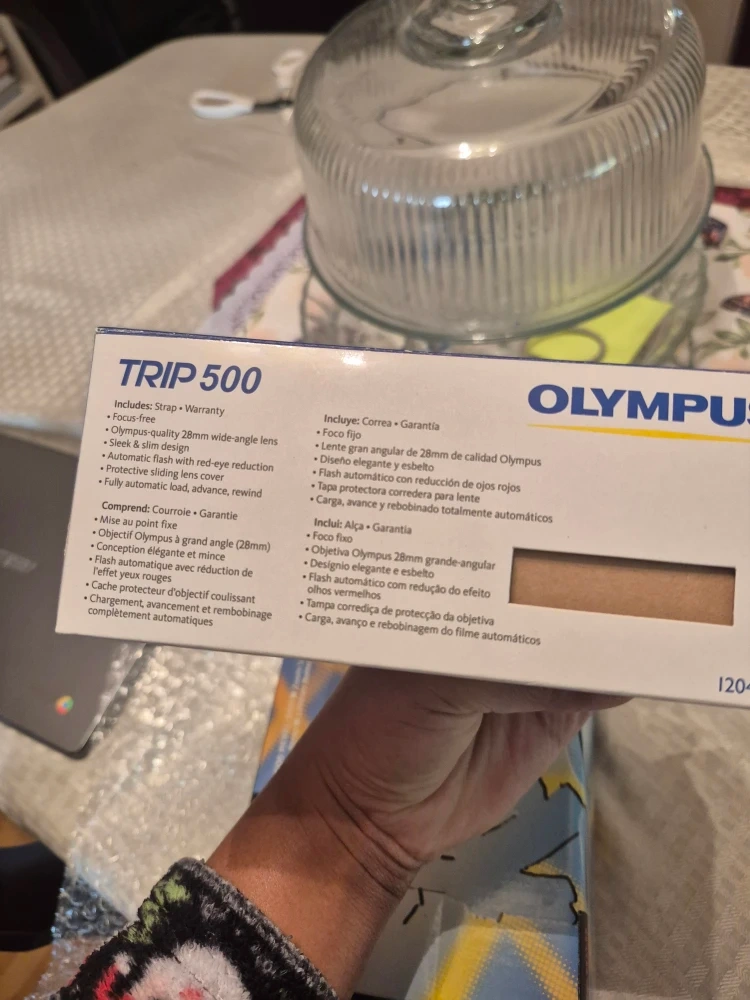 TRIP 500
OLYMPUS
Includes: Strap • Warranty
• Focus-free
• Olympus-quality 28mm wide-angle lens
• Sleek & slim design
• Automatic flash with red-eye reduction
• Protective sliding lens cover
• Fully automatic load, advance, rewind
Comprend: Courroie • Garantie
• Mise au point fixe
• Objectif Olympus à grand angle (28mm)
• Conception élégante et mince
• Flash automatique avec réduction de
l'effet yeux rouges
• Cache protecteur d'objectif coulissant
• Chargement, avancement et rembobinage
complètement automatiques
Incluye: Correa • Garantía
• Foco fijo
• Lente gran angular de 28mm de calidad Olympus
• Diseño elegante y esbelto
• Flash automático con reducción de ojos rojos
• Tapa protectora corredera para lente
• Carga, avance y rebobinado totalmente automáticos
Inclui: Alça • Garantia
• Foco fixo
• Objetiva Olympus 28mm grande-angular
• Designio elegante e esbelto
• Flash automático com redução do efeito
olhos vermelhos
• Tampa corrediça de protecção da objetiva
• Carga, avanço e rebobinagem do filme automáticos
1204